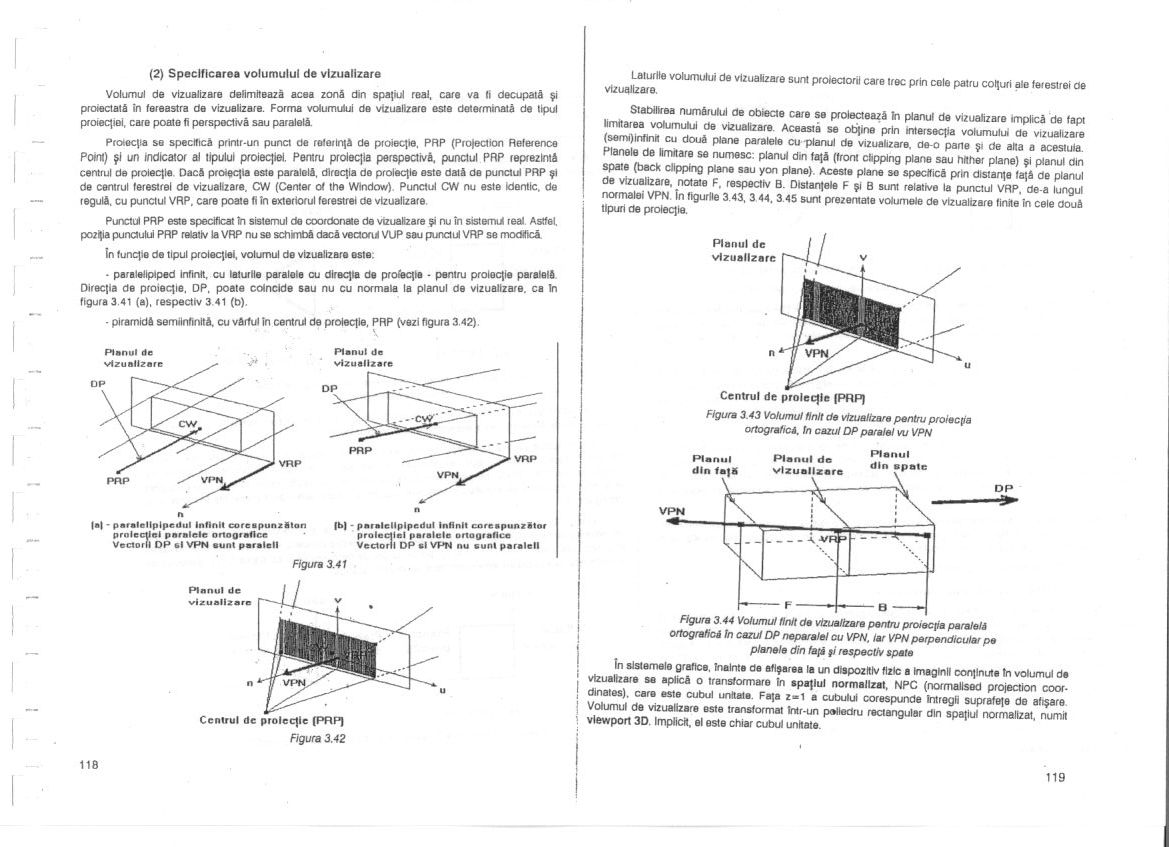 (2) Specificarea volumului de vizualizare
Volumul de vizualizare delimitează acea zonă din spaţiul real, care va fi decupată şi
proiectată în fereastra de vizualizare. Forma volumului de vizualizare este determinată de tipul
proiecţiei, care poate fi perspectivă sau paralelă.
Proiecţia se specifică printr-un punct de referinţă de proiecţie, PRP (Projection Reference
Point) şi un indicator al tipului proiecţiei. Pentru proiecţia perspectivă, punctul PRP reprezintă
centrul de proiecţie. Dacă proiecţia este paralelă, direcţia de proiecţie este dată de punctul PRP şi
de centrul ferestrei de vizualizare, CW (Center of the Window). Punctul CW nu este identic, de
regulă, cu punctul VRP, care poate fi în exteriorul ferestrei de vizualizare.
Punctul PRP este specificat în sistemul de coordonate de vizualizare şi nu în sistemul real. Astfel,
poziţia punctului PRP relativ la VRP nu se schimbă dacă vectorul VUP sau punctul VRP se modifică.
În funcţie de tipul proiecţiei, volumul de vizualizare este:
- paralelipiped infinit, cu laturile paralele cu direcţia de proiecţie - pentru proiecţie paralelă.
Direcţia de proiecţie, DP, poate coincide sau nu cu normala la planul de vizualizare, ca în
figura 3.41 (a), respectiv 3.41 (b).
- piramidă semiinfinită, cu vârful în centrul de proiecţie, PRP (vezi figura 3.42).
Planul de
vizualizare
DP
CW
VRP
PRP
VPN
n
(a) - paralelipipedul infinit corespunzător
proiecţiei paralele ortografice
Vectorii DP si VPN sunt paraleli
Planul de
vizualizare
DP
CW
PRP
VRP
VPN
n
(b) - paralelipipedul infinit corespunzător
proiecţiei paralele ortografice
Vectorii DP si VPN nu sunt paraleli
Figura 3.41
Planul de
vizualizare
v
n
VPN
u
Centrul de proiecţie (PRP)
Figura 3.42
118
Laturile volumului de vizualizare sunt proiectorii care trec prin cele patru colţuri ale ferestrei de
vizualizare.
Stabilirea numărului de obiecte care se proiectează în planul de vizualizare implică de fapt
limitarea volumului de vizualizare. Aceasta se obţine prin intersecţia volumului de vizualizare
(semi)infinit cu două plane paralele cu planul de vizualizare, de-o parte şi de alta a acestuia.
Planele de limitare se numesc: planul din faţă (front clipping plane sau hither plane) şi planul din
spate (back clipping plane sau yon plane). Aceste plane se specifică prin distanţe faţă de planul
de vizualizare, notate F, respectiv B. Distanţele F şi B sunt relative la punctul VRP, de-a lungul
normalei VPN. În figurile 3.43, 3.44, 3.45 sunt prezentate volumele de vizualizare finite în cele două
tipuri de proiecţie.
Planul de
vizualizare
v
n
VPN
u
Centrul de proiecţie (PRP)
Figura 3.43 Volumul finit de vizualizare pentru proiecţia
ortografică, în cazul DP paralel vu VPN
Planul
din faţă
Planul de
vizualizare
Planul
din spate
DP
VPN
VRP
F
B
Figura 3.44 Volumul finit de vizualizare pentru proiecţia paralelă
ortografică în cazul DP neparalel cu VPN, iar VPN perpendicular pe
planele din faţă şi respectiv spate
În sistemele grafice, înainte de afişarea la un dispozitiv fizic a imaginii conţinute în volumul de
vizualizare se aplică o transformare în spaţiul normalizat, NPC (normalised projection coor-
dinates), care este cubul unitate. Faţa z=1 a cubului corespunde întregii suprafeţe de afişare.
Volumul de vizualizare este transformat într-un poliedru rectangular din spaţiul normalizat, numit
viewport 3D. Implicit, el este chiar cubul unitate.
119